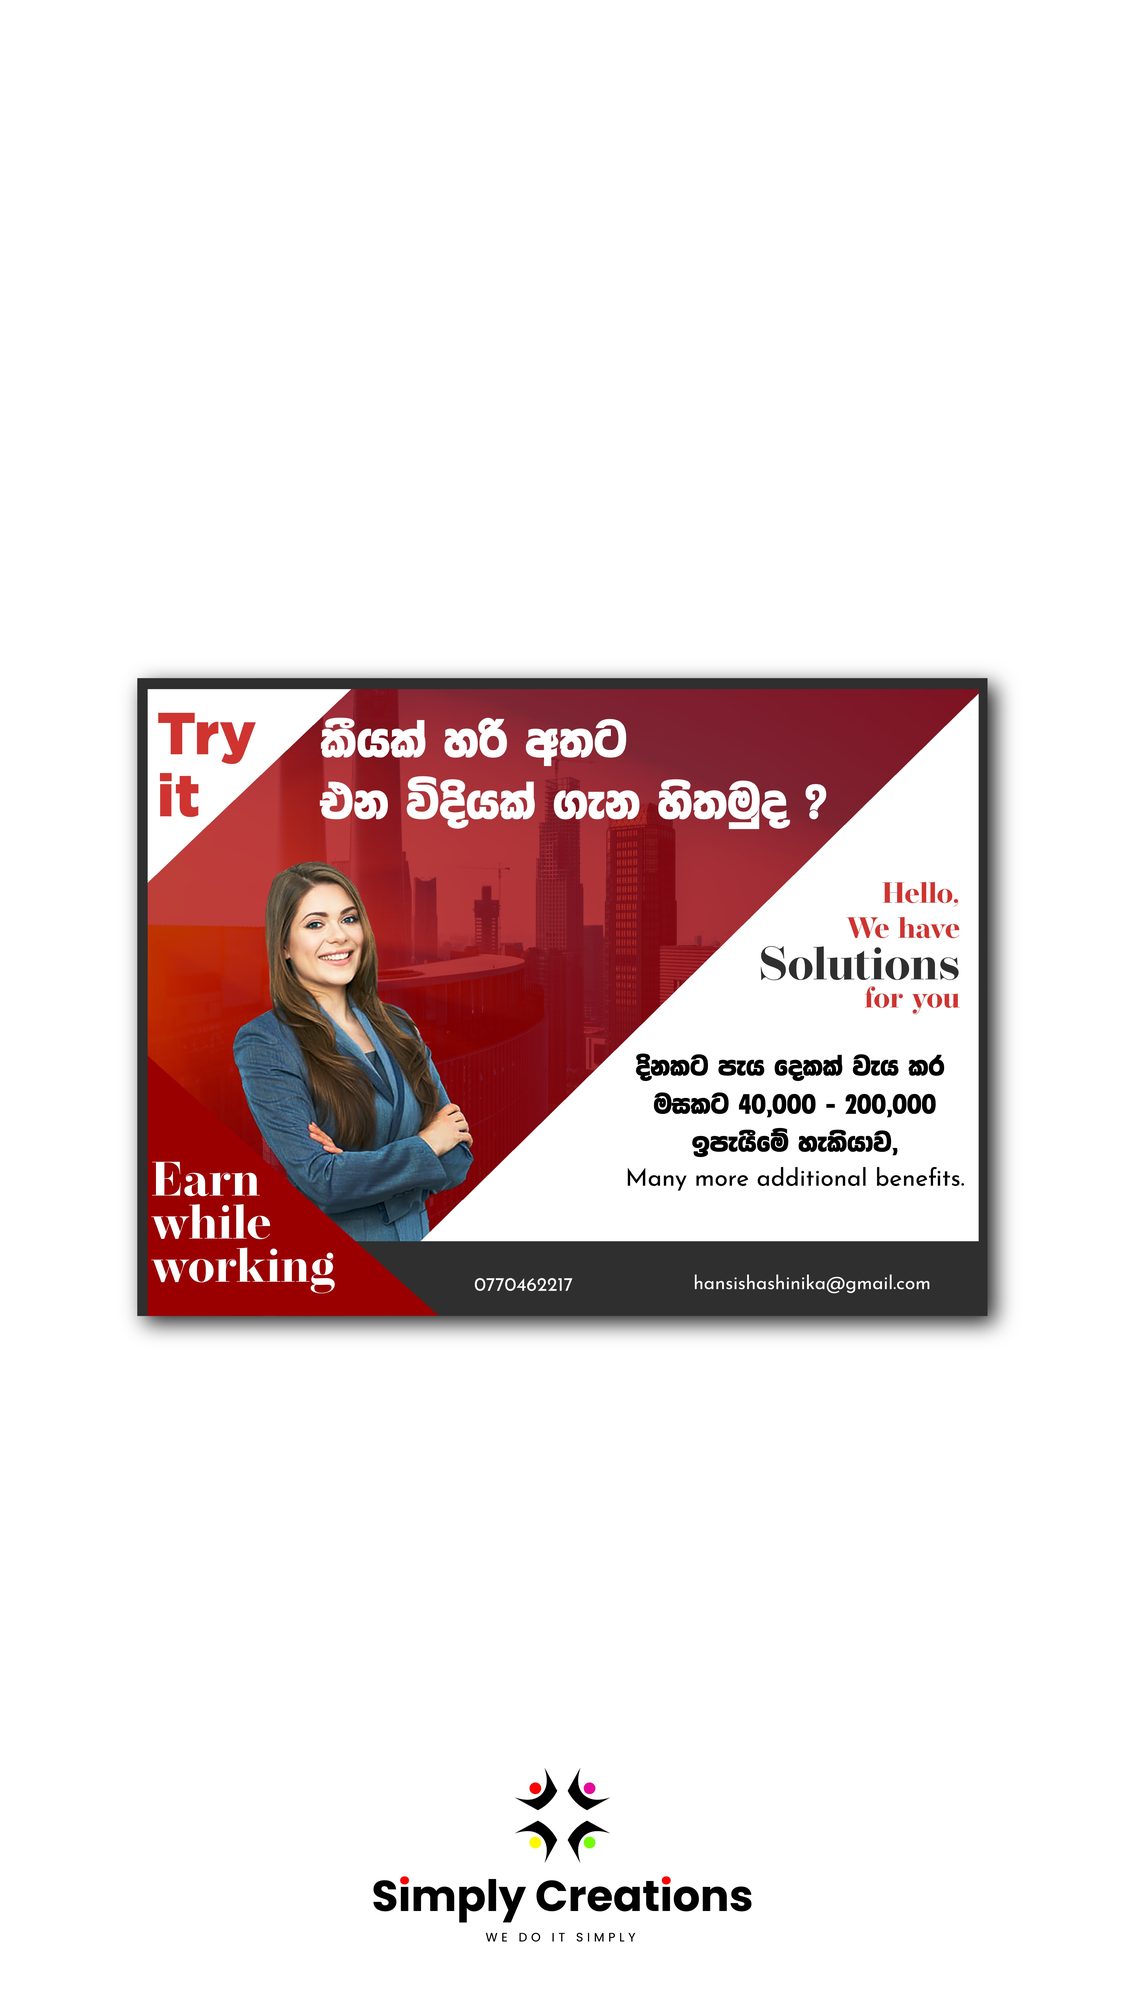 Try
it
කීයක් හරි අතට
එන විදියක් ගැන හිතමුද ?
Hello,
We have
Solutions
for you
දිනකට පැය දෙකක් වැය කර
මසකට 40,000 - 200,000
ඉපැයීමේ හැකියාව,
Many more additional benefits.
Earn
while
working
0770462217
hansishashinika@gmail.com
Simply Creations
WE DO IT SIMPLY